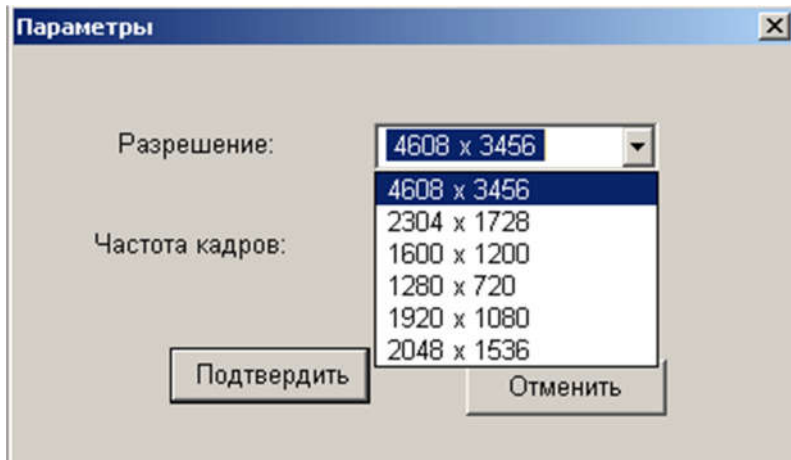 Параметры
Разрешение:
4608 x 3456
4608 x 3456
2304 x 1728
1600 x 1200
1280 x 720
1920 x 1080
2048 x 1536
Частота кадров:
Подтвердить
Отменить